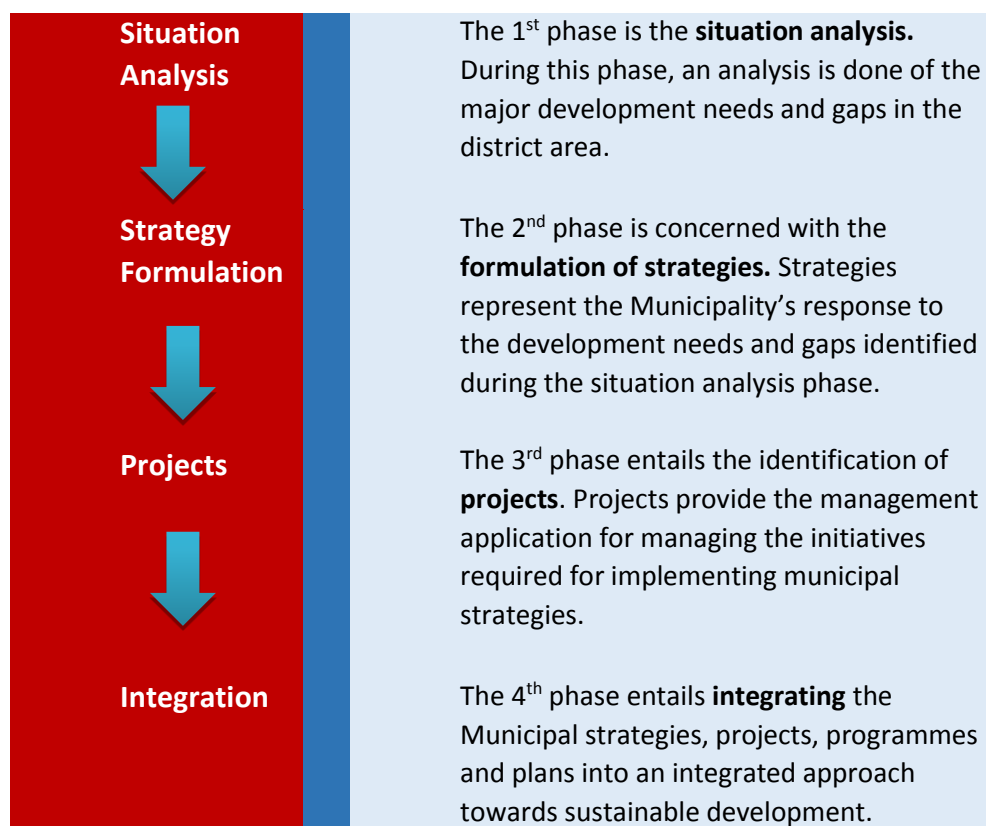 Situation
Analysis
The 1st phase is the situation analysis.
During this phase, an analysis is done of the
major development needs and gaps in the
district area.
Strategy
Formulation
The 2nd phase is concerned with the
formulation of strategies. Strategies
represent the Municipality’s response to
the development needs and gaps identified
during the situation analysis phase.
Projects
The 3rd phase entails the identification of
projects. Projects provide the management
application for managing the initiatives
required for implementing municipal
strategies.
Integration
The 4th phase entails integrating the
Municipal strategies, projects, programmes
and plans into an integrated approach
towards sustainable development.